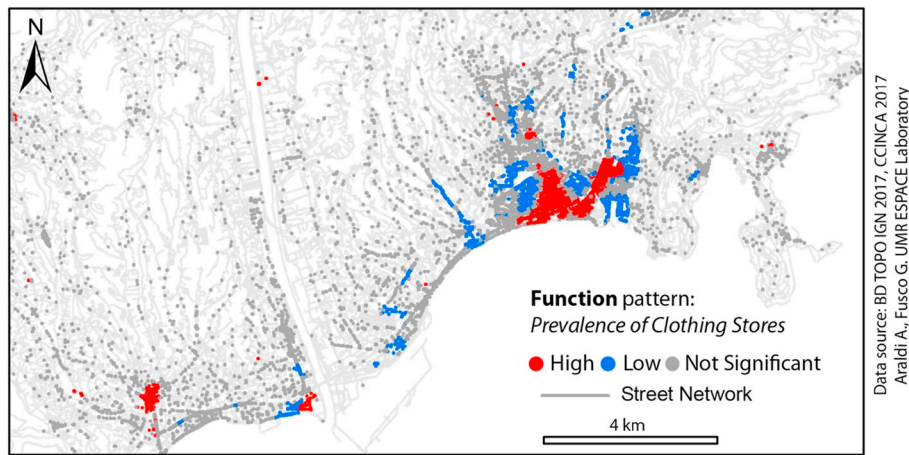 N
Function pattern:
Prevalence of Clothing Stores
High Low Not Significant
Street Network
4 km
Data source: BD TOPO IGN 2017, CCINCA 2017
Araldi A., Fusco G. UMR ESPACE Laboratory